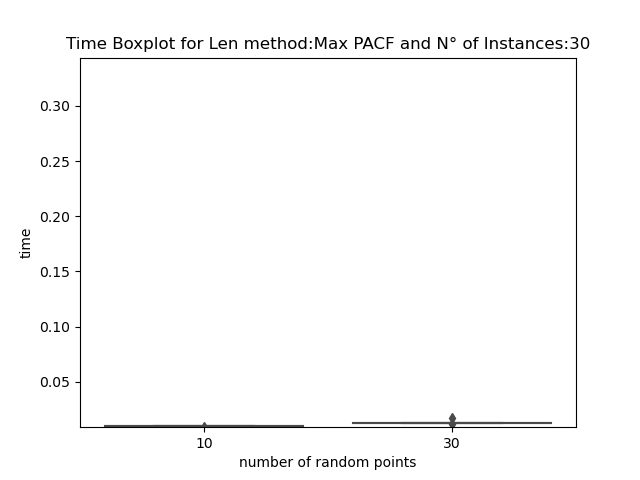 Time Boxplot for Len method:Max PACF and N° of Instances:30
0.30
0.25
0.20
0.15
0.10
0.05
time
10 30
number of random points